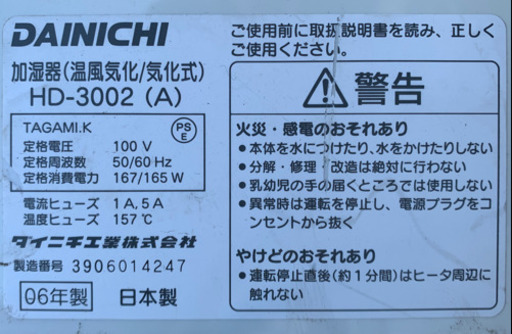 DAINICHI
加湿器(温風気化/気化式)
HD-3002 (A)
TAGAMI.K
PS
E
定格電圧 100 V
定格周波数 50/60 Hz
定格消費電力 167/165 W
電流ヒューズ 1 A, 5 A
温度ヒューズ 157℃
ダイニチ工業株式会社
製造番号 3906014247
06年製 日本製
ご使用前に取扱説明書を読み、正しく
ご使用ください。
警告
火災・感電のおそれあり
●本体を水につけたり、水をかけたりしない
●分解・修理・改造は絶対に行わない
●乳幼児の手の届くところでは使用しない
●異常時は運転を停止し、電源プラグをコ
ンセントから抜く
やけどのおそれあり
●運転停止直後(約1分間)はヒータ周辺に
触れない